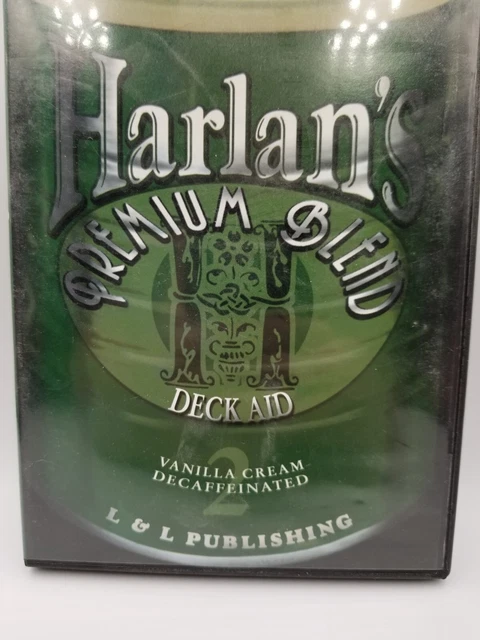 Harlan's
PREMIUM BLEND
H
DECK AID
2
VANILLA CREAM
DECAFFEINATED
L & L PUBLISHING